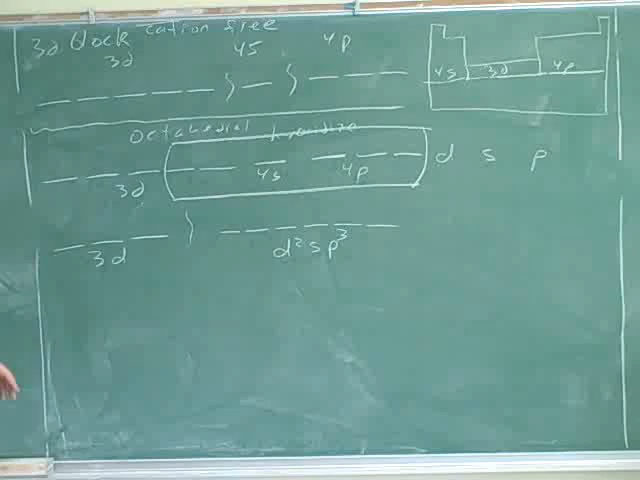 3d block cation free
3d 4s 4p
4s 3d 4p
Octahedral
3d 4s 4p d s p
3d d²sp³